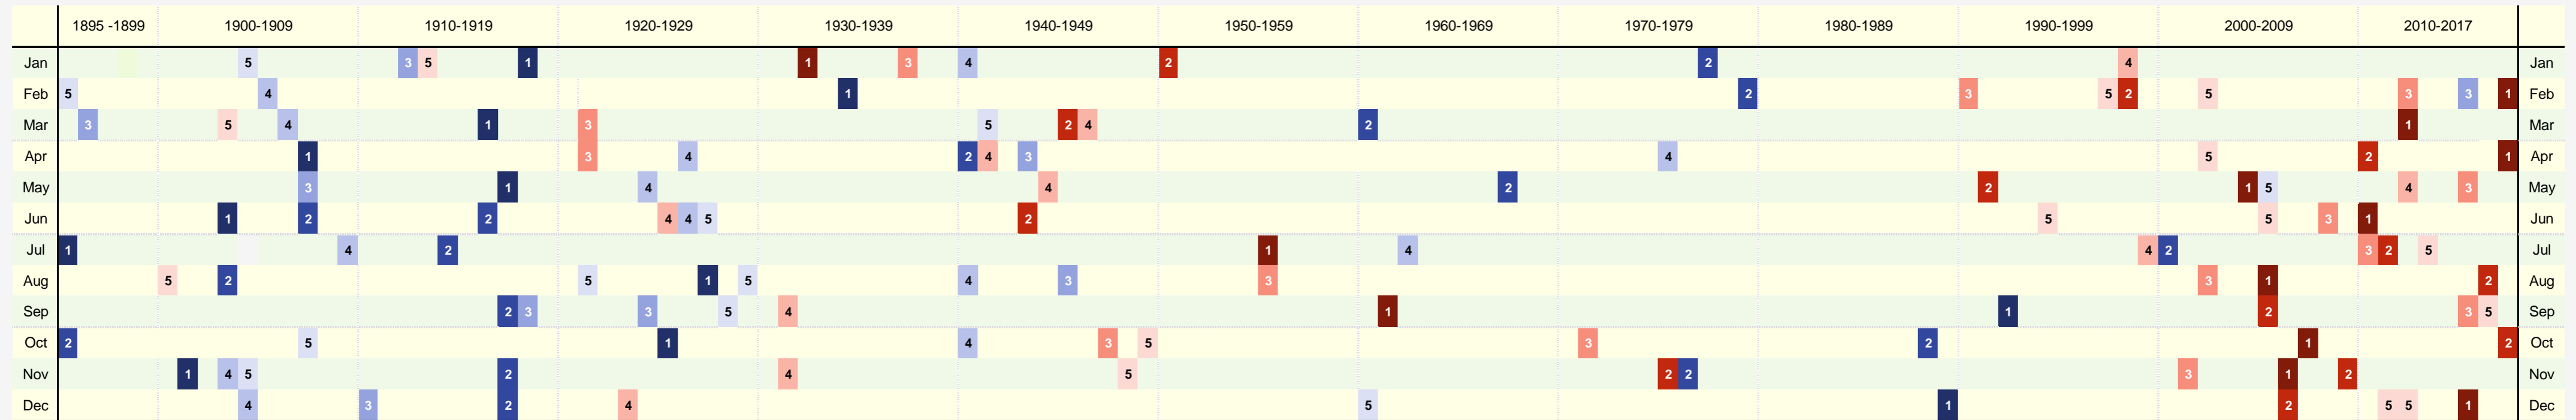 1895 -1899 1900-1909 1910-1919 1920-1929 1930-1939 1940-1949 1950-1959 1960-1969 1970-1979 1980-1989 1990-1999 2000-2009 2010-2017
Jan 5 3 5 1 1 3 4 2 2 4 Jan
Feb 5 4 1 2 3 5 2 5 3 3 1 Feb
Mar 3 5 4 1 3 5 2 4 2 1 Mar
Apr 1 3 4 2 4 3 4 5 2 1 Apr
May 3 1 4 4 2 2 1 5 4 3 May
Jun 1 2 2 4 4 5 2 5 5 3 1 Jun
Jul 1 4 2 1 4 4 2 3 2 5 Jul
Aug 5 2 5 1 5 4 3 3 3 1 2 Aug
Sep 2 3 3 5 4 1 1 2 3 5 Sep
Oct 2 5 1 4 3 5 3 2 1 2 Oct
Nov 1 4 5 2 4 5 2 2 3 1 2 Nov
Dec 4 3 2 4 5 1 2 5 5 1 Dec